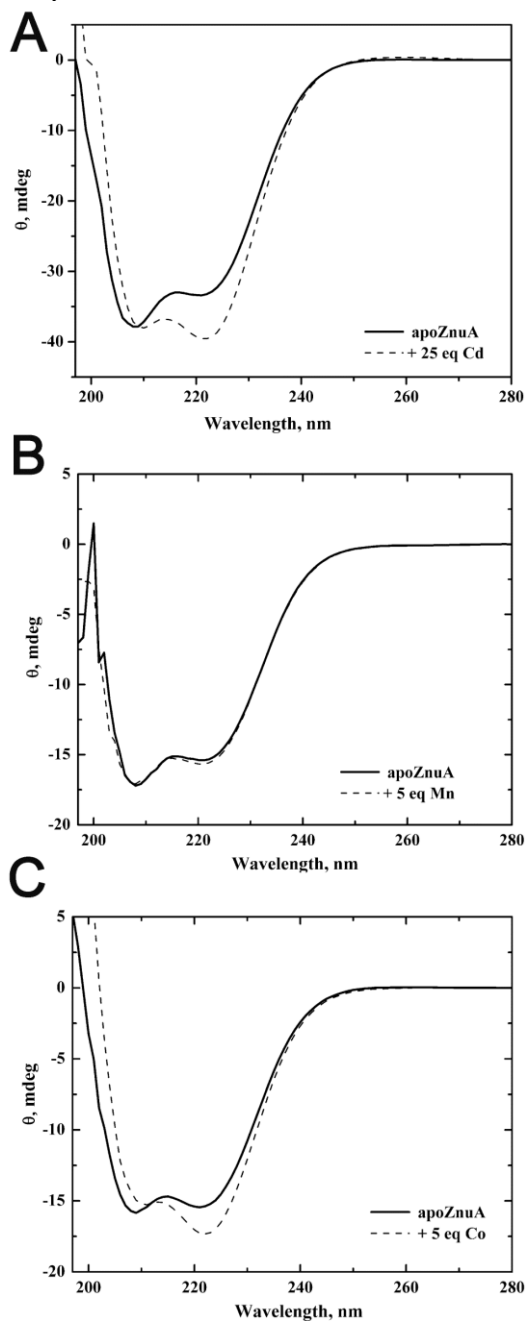 A
0
-10
-20
-30
-40
θ, mdeg
apoZnuA
+ 25 eq Cd
200 220 240 260 280
Wavelength, nm
B
5
0
-5
-10
-15
-20
θ, mdeg
apoZnuA
+ 5 eq Mn
200 220 240 260 280
Wavelength, nm
C
5
0
-5
-10
-15
-20
θ, mdeg
apoZnuA
+ 5 eq Co
200 220 240 260 280
Wavelength, nm